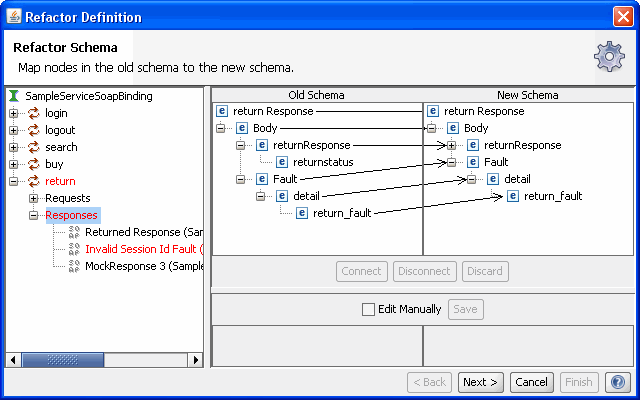 Refactor Definition
Refactor Schema
Map nodes in the old schema to the new schema.
SampleServiceSoapBinding
login
logout
search
buy
return
Requests
Responses
Returned Response (Sar
Invalid Session Id Fault (
MockResponse 3 (Sample
Old Schema
New Schema
e return Response
e Body
e returnResponse
e returnstatus
e Fault
e detail
e return_fault
e return Response
e Body
e returnResponse
e Fault
e detail
e return_fault
Connect Disconnect Discard
Edit Manually Save
< Back Next > Cancel Finish ?